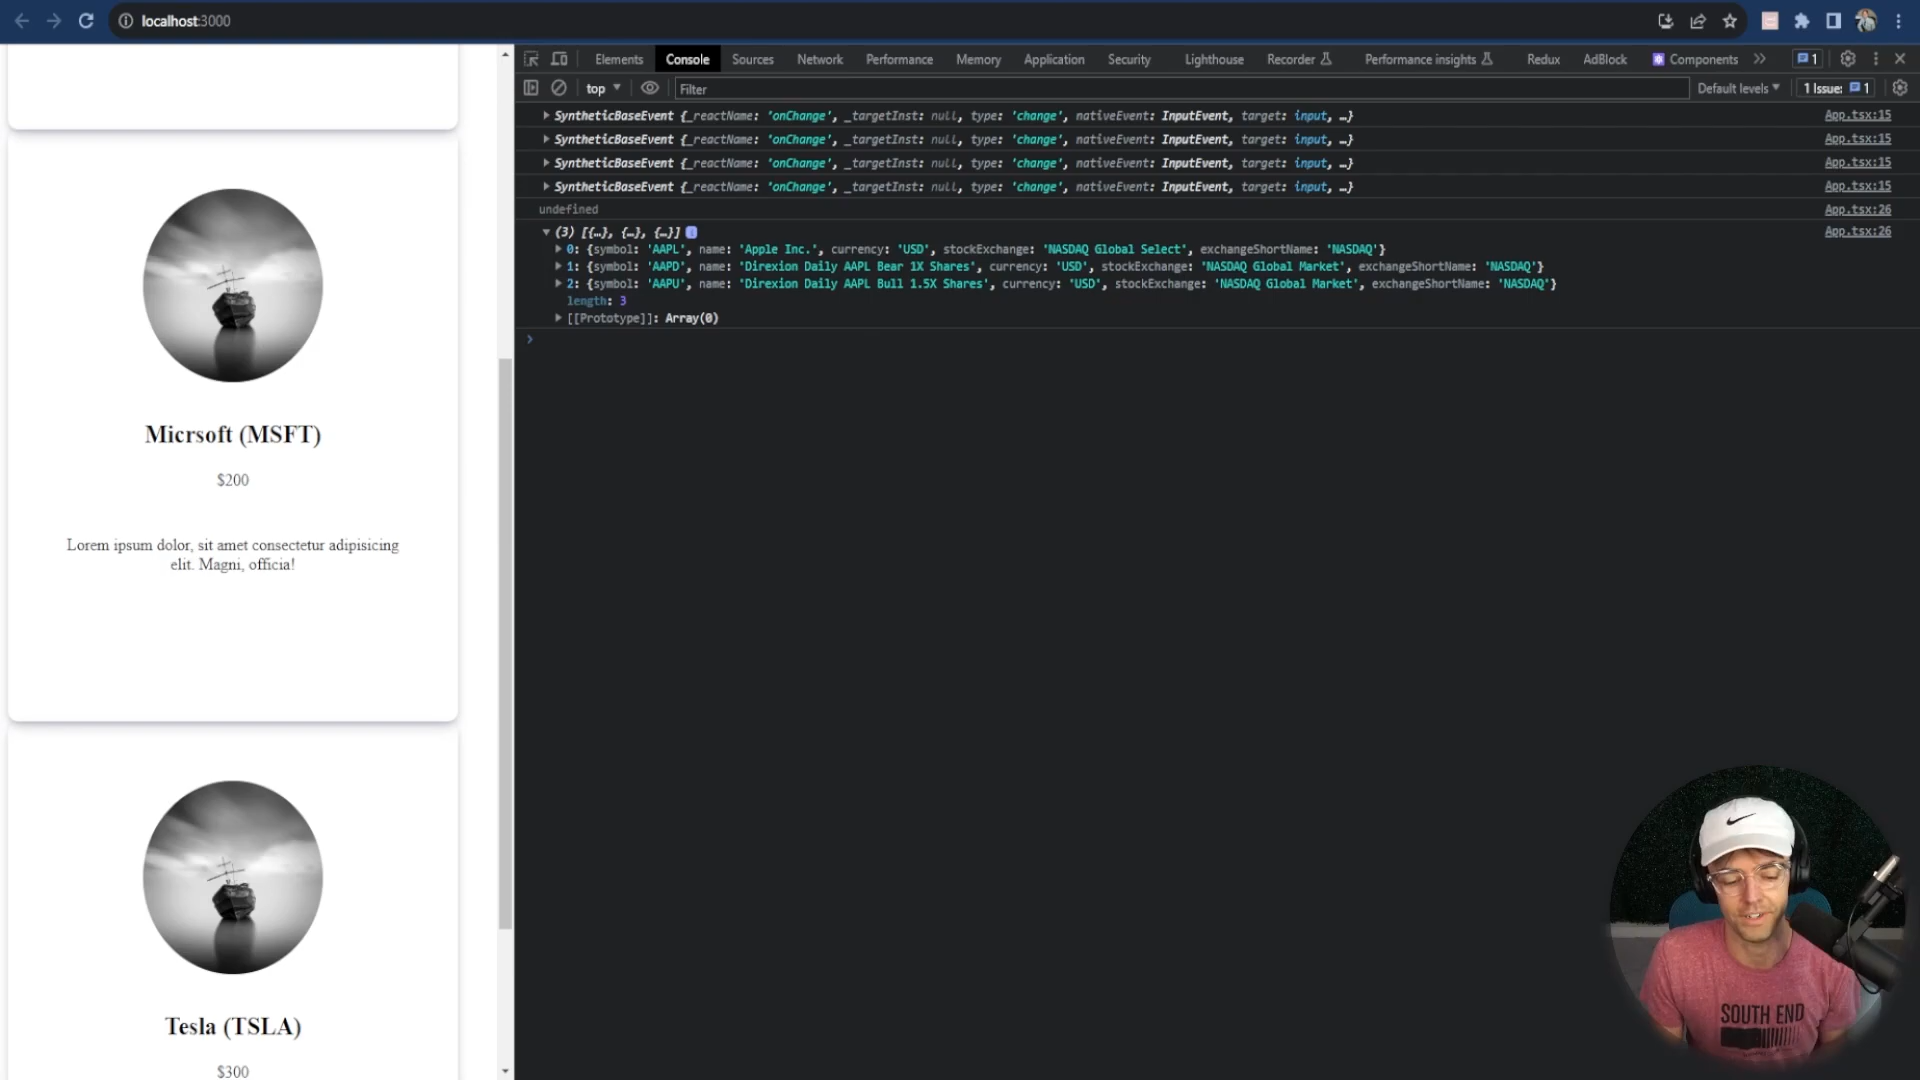 localhost:3000
Elements Console Sources Network Performance Memory Application Security Lighthouse Recorder Performance insights Redux AdBlock Components » 1
top Filter Default levels 1 Issue: 1
SyntheticBaseEvent {_reactName: 'onChange', _targetInst: null, type: 'change', nativeEvent: InputEvent, target: input, …} App.tsx:15
SyntheticBaseEvent {_reactName: 'onChange', _targetInst: null, type: 'change', nativeEvent: InputEvent, target: input, …} App.tsx:15
SyntheticBaseEvent {_reactName: 'onChange', _targetInst: null, type: 'change', nativeEvent: InputEvent, target: input, …} App.tsx:15
SyntheticBaseEvent {_reactName: 'onChange', _targetInst: null, type: 'change', nativeEvent: InputEvent, target: input, …} App.tsx:15
undefined App.tsx:26
(3) [{…}, {…}, {…}] i App.tsx:26
0: {symbol: 'AAPL', name: 'Apple Inc.', currency: 'USD', stockExchange: 'NASDAQ Global Select', exchangeShortName: 'NASDAQ'}
1: {symbol: 'AAPD', name: 'Direxion Daily AAPL Bear 1X Shares', currency: 'USD', stockExchange: 'NASDAQ Global Market', exchangeShortName: 'NASDAQ'}
2: {symbol: 'AAPU', name: 'Direxion Daily AAPL Bull 1.5X Shares', currency: 'USD', stockExchange: 'NASDAQ Global Market', exchangeShortName: 'NASDAQ'}
length: 3
[[Prototype]]: Array(0)
Micrsoft (MSFT)
$200
Lorem ipsum dolor, sit amet consectetur adipisicing
elit. Magni, officia!
Tesla (TSLA)
$300
SOUTH END